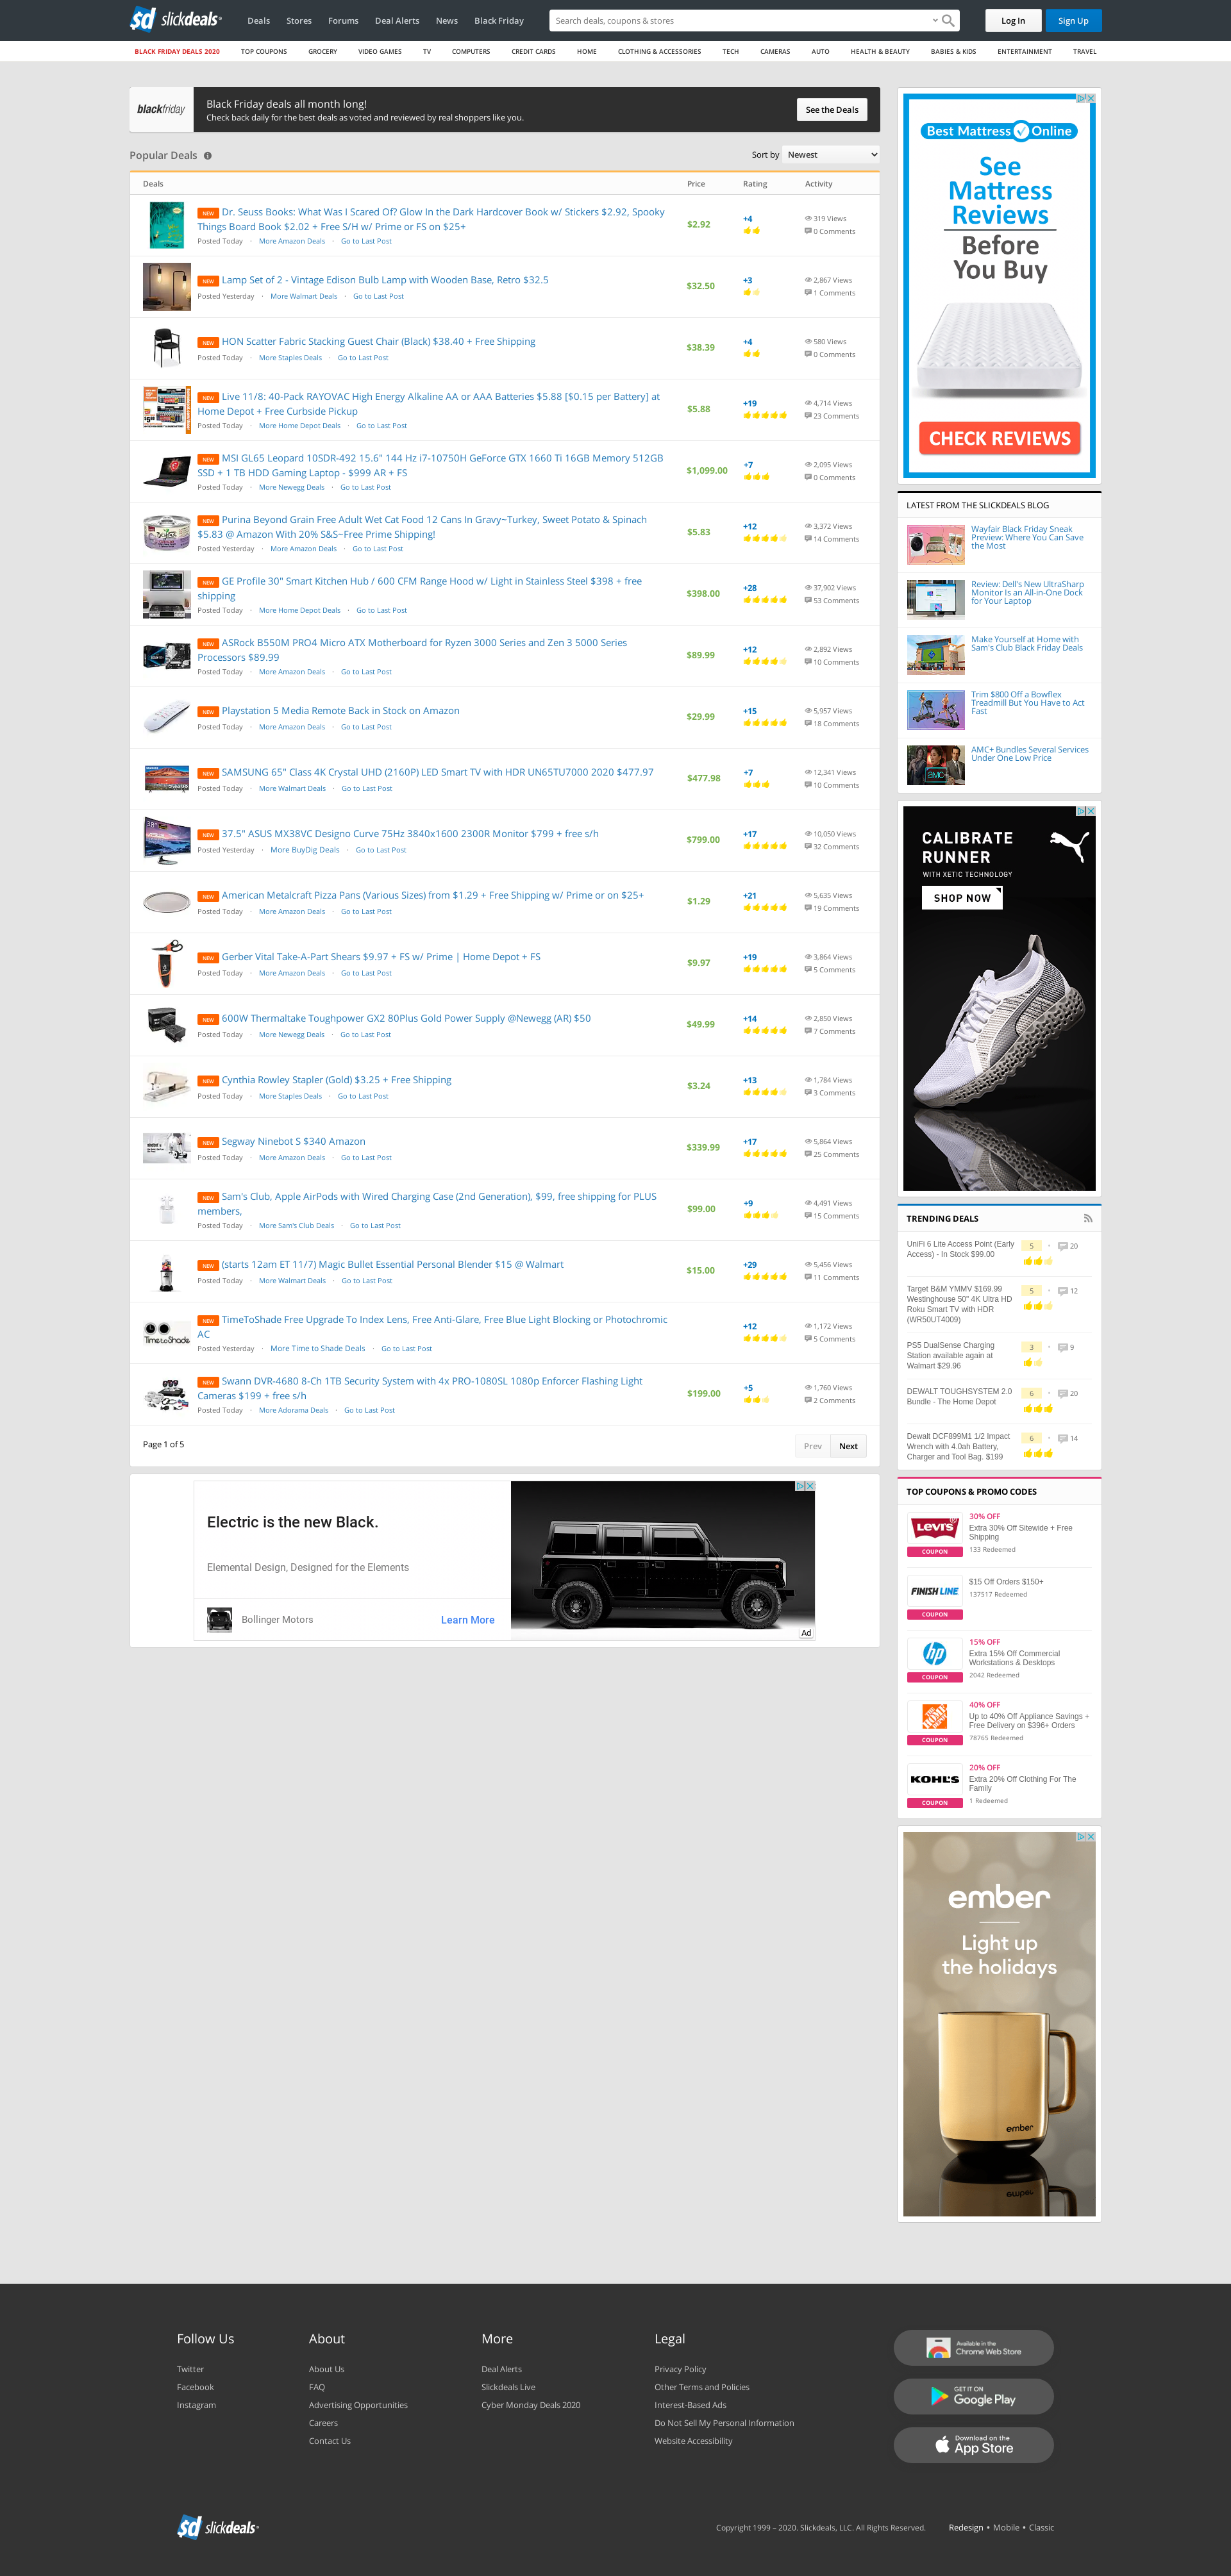 slickdeals
Deals
Stores
Forums
Deal Alerts
News
Black Friday
Search deals, coupons & stores
Log In
Sign Up
BLACK FRIDAY DEALS 2020
TOP COUPONS
GROCERY
VIDEO GAMES
TV
COMPUTERS
CREDIT CARDS
HOME
CLOTHING & ACCESSORIES
TECH
CAMERAS
AUTO
HEALTH & BEAUTY
BABIES & KIDS
ENTERTAINMENT
TRAVEL
blackfriday
Black Friday deals all month long!
Check back daily for the best deals as voted and reviewed by real shoppers like you.
See the Deals
Popular Deals
Sort by Newest
Deals Price Rating Activity
NEW Dr. Seuss Books: What Was I Scared Of? Glow In the Dark Hardcover Book w/ Stickers $2.92, Spooky
Things Board Book $2.02 + Free S/H w/ Prime or FS on $25+
Posted Today · More Amazon Deals · Go to Last Post
$2.92
+4
319 Views
0 Comments
NEW Lamp Set of 2 - Vintage Edison Bulb Lamp with Wooden Base, Retro $32.5
Posted Yesterday · More Walmart Deals · Go to Last Post
$32.50
+3
2,867 Views
1 Comments
NEW HON Scatter Fabric Stacking Guest Chair (Black) $38.40 + Free Shipping
Posted Today · More Staples Deals · Go to Last Post
$38.39
+4
580 Views
0 Comments
NEW Live 11/8: 40-Pack RAYOVAC High Energy Alkaline AA or AAA Batteries $5.88 [$0.15 per Battery] at
Home Depot + Free Curbside Pickup
Posted Today · More Home Depot Deals · Go to Last Post
$5.88
+19
4,714 Views
23 Comments
NEW MSI GL65 Leopard 10SDR-492 15.6" 144 Hz i7-10750H GeForce GTX 1660 Ti 16GB Memory 512GB
SSD + 1 TB HDD Gaming Laptop - $999 AR + FS
Posted Today · More Newegg Deals · Go to Last Post
$1,099.00
+7
2,095 Views
0 Comments
NEW Purina Beyond Grain Free Adult Wet Cat Food 12 Cans In Gravy~Turkey, Sweet Potato & Spinach
$5.83 @ Amazon With 20% S&S~Free Prime Shipping!
Posted Yesterday · More Amazon Deals · Go to Last Post
$5.83
+12
3,372 Views
14 Comments
NEW GE Profile 30" Smart Kitchen Hub / 600 CFM Range Hood w/ Light in Stainless Steel $398 + free
shipping
Posted Today · More Home Depot Deals · Go to Last Post
$398.00
+28
37,902 Views
53 Comments
NEW ASRock B550M PRO4 Micro ATX Motherboard for Ryzen 3000 Series and Zen 3 5000 Series
Processors $89.99
Posted Today · More Amazon Deals · Go to Last Post
$89.99
+12
2,892 Views
10 Comments
NEW Playstation 5 Media Remote Back in Stock on Amazon
Posted Today · More Amazon Deals · Go to Last Post
$29.99
+15
5,957 Views
18 Comments
NEW SAMSUNG 65" Class 4K Crystal UHD (2160P) LED Smart TV with HDR UN65TU7000 2020 $477.97
Posted Today · More Walmart Deals · Go to Last Post
$477.98
+7
12,341 Views
10 Comments
NEW 37.5" ASUS MX38VC Designo Curve 75Hz 3840x1600 2300R Monitor $799 + free s/h
Posted Yesterday · More BuyDig Deals · Go to Last Post
$799.00
+17
10,050 Views
32 Comments
NEW American Metalcraft Pizza Pans (Various Sizes) from $1.29 + Free Shipping w/ Prime or on $25+
Posted Today · More Amazon Deals · Go to Last Post
$1.29
+21
5,635 Views
19 Comments
NEW Gerber Vital Take-A-Part Shears $9.97 + FS w/ Prime | Home Depot + FS
Posted Today · More Amazon Deals · Go to Last Post
$9.97
+19
3,864 Views
5 Comments
NEW 600W Thermaltake Toughpower GX2 80Plus Gold Power Supply @Newegg (AR) $50
Posted Today · More Newegg Deals · Go to Last Post
$49.99
+14
2,850 Views
7 Comments
NEW Cynthia Rowley Stapler (Gold) $3.25 + Free Shipping
Posted Today · More Staples Deals · Go to Last Post
$3.24
+13
1,784 Views
3 Comments
NEW Segway Ninebot S $340 Amazon
Posted Today · More Amazon Deals · Go to Last Post
$339.99
+17
5,864 Views
25 Comments
NEW Sam's Club, Apple AirPods with Wired Charging Case (2nd Generation), $99, free shipping for PLUS
members,
Posted Today · More Sam's Club Deals · Go to Last Post
$99.00
+9
4,491 Views
15 Comments
NEW (starts 12am ET 11/7) Magic Bullet Essential Personal Blender $15 @ Walmart
Posted Today · More Walmart Deals · Go to Last Post
$15.00
+29
5,456 Views
11 Comments
TimeToShade
NEW TimeToShade Free Upgrade To Index Lens, Free Anti-Glare, Free Blue Light Blocking or Photochromic
AC
Posted Yesterday · More Time to Shade Deals · Go to Last Post
+12
1,172 Views
5 Comments
NEW Swann DVR-4680 8-Ch 1TB Security System with 4x PRO-1080SL 1080p Enforcer Flashing Light
Cameras $199 + free s/h
Posted Today · More Adorama Deals · Go to Last Post
$199.00
+5
1,760 Views
2 Comments
Page 1 of 5
Prev
Next
Electric is the new Black.
Elemental Design, Designed for the Elements
Bollinger Motors
Learn More
Ad
Best Mattress Online
See
Mattress
Reviews
Before
You Buy
CHECK REVIEWS
LATEST FROM THE SLICKDEALS BLOG
Wayfair Black Friday Sneak
Preview: Where You Can Save
the Most
Review: Dell's New UltraSharp
Monitor Is an All-in-One Dock
for Your Laptop
Make Yourself at Home with
Sam's Club Black Friday Deals
Trim $800 Off a Bowflex
Treadmill But You Have to Act
Fast
AMC+ Bundles Several Services
Under One Low Price
CALIBRATE
RUNNER
WITH XETIC TECHNOLOGY
SHOP NOW
TRENDING DEALS
UniFi 6 Lite Access Point (Early
Access) - In Stock $99.00
5 · 20
Target B&M YMMV $169.99
Westinghouse 50" 4K Ultra HD
Roku Smart TV with HDR
(WR50UT4009)
5 · 12
PS5 DualSense Charging
Station available again at
Walmart $29.96
3 · 9
DEWALT TOUGHSYSTEM 2.0
Bundle - The Home Depot
6 · 20
Dewalt DCF899M1 1/2 Impact
Wrench with 4.0ah Battery,
Charger and Tool Bag. $199
6 · 14
TOP COUPONS & PROMO CODES
LEVI'S
COUPON
30% OFF
Extra 30% Off Sitewide + Free
Shipping
133 Redeemed
FINISH LINE
COUPON
$15 Off Orders $150+
137517 Redeemed
hp
COUPON
15% OFF
Extra 15% Off Commercial
Workstations & Desktops
2042 Redeemed
THE HOME DEPOT
COUPON
40% OFF
Up to 40% Off Appliance Savings +
Free Delivery on $396+ Orders
78765 Redeemed
KOHL'S
COUPON
20% OFF
Extra 20% Off Clothing For The
Family
1 Redeemed
ember
Light up
the holidays
ember
Follow Us
Twitter
Facebook
Instagram
About
About Us
FAQ
Advertising Opportunities
Careers
Contact Us
More
Deal Alerts
Slickdeals Live
Cyber Monday Deals 2020
Legal
Privacy Policy
Other Terms and Policies
Interest-Based Ads
Do Not Sell My Personal Information
Website Accessibility
Available in the
Chrome Web Store
GET IT ON
Google Play
Download on the
App Store
slickdeals
Copyright 1999 – 2020. Slickdeals, LLC. All Rights Reserved.
Redesign • Mobile • Classic